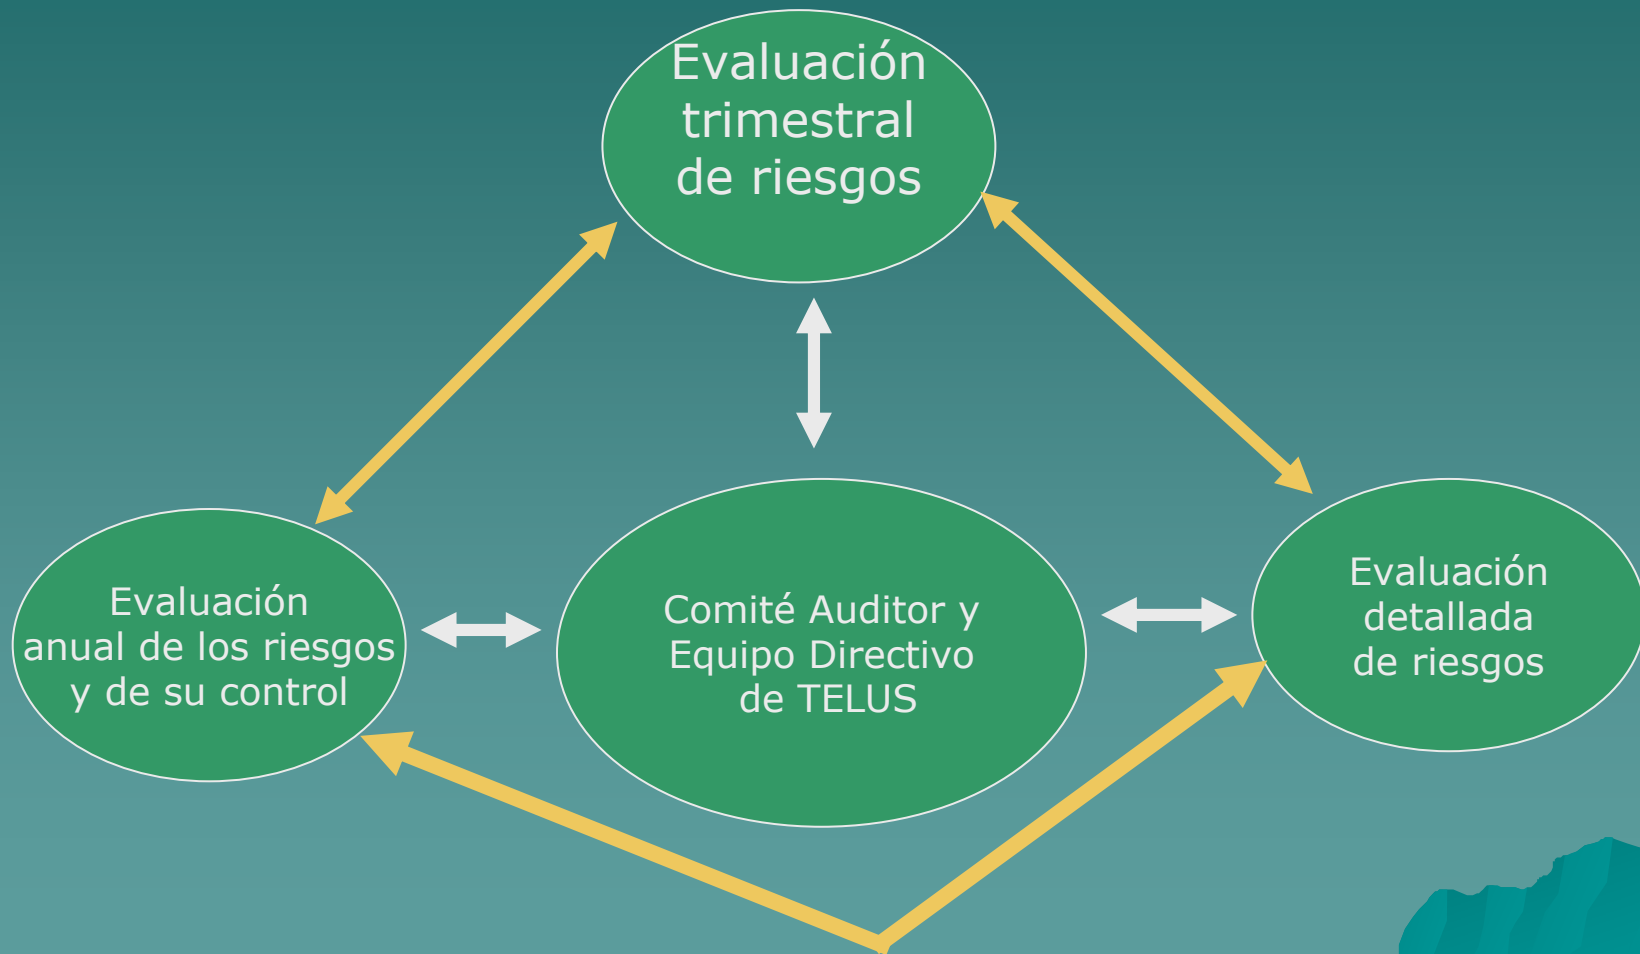 Evaluación
trimestral
de riesgos
Evaluación
anual de los riesgos
y de su control
Comité Auditor y
Equipo Directivo
de TELUS
Evaluación
detallada
de riesgos